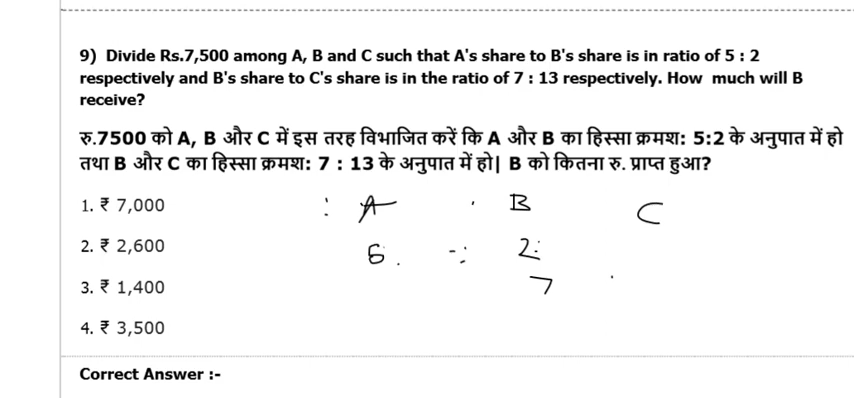 9) Divide Rs.7,500 among A, B and C such that A's share to B's share is in ratio of 5 : 2
respectively and B's share to C's share is in the ratio of 7 : 13 respectively. How much will B
receive?
रु.7500 को A, B और C में इस तरह विभाजित करें कि A और B का हिस्सा क्रमश: 5:2 के अनुपात में हो
तथा B और C का हिस्सा क्रमश: 7 : 13 के अनुपात में हो| B को कितना रु. प्राप्त हुआ?
1. ₹ 7,000
: A B C
2. ₹ 2,600
5 : 2
3. ₹ 1,400
7
4. ₹ 3,500
Correct Answer :-